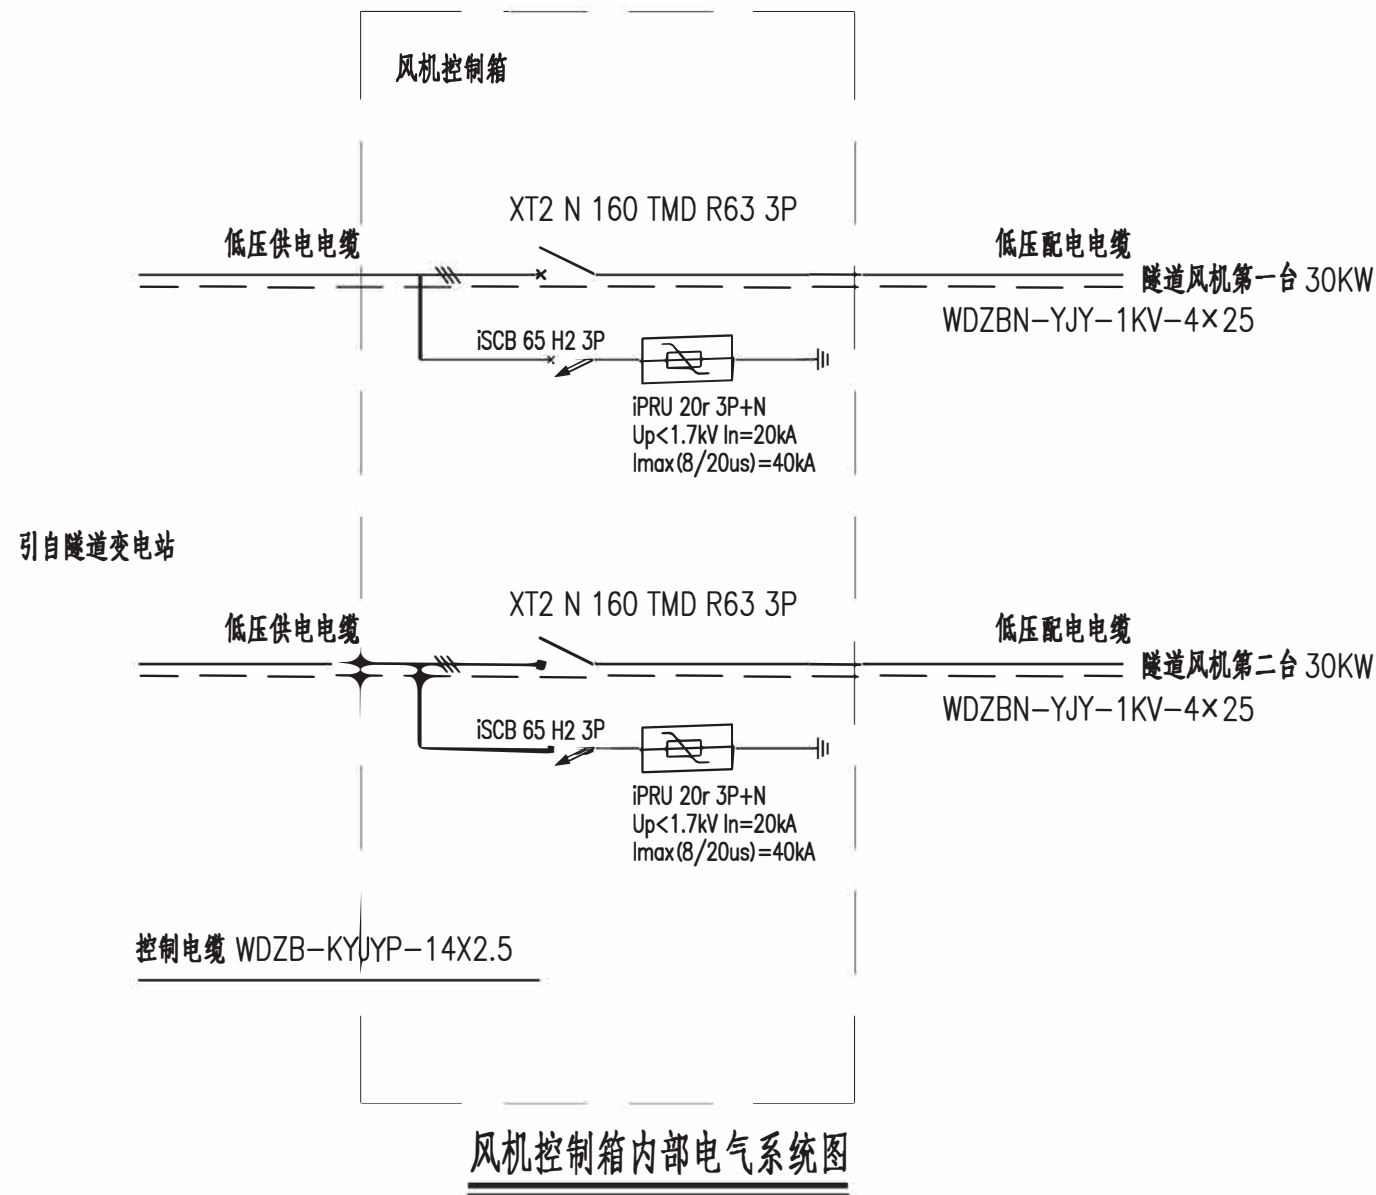 风机控制箱
XT2 N 160 TMD R63 3P
低压供电电缆
低压配电电缆
隧道风机第一台 30KW
WDZBN-YJY-1KV-4×25
iSCB 65 H2 3P
iPRU 20r 3P+N
Up<1.7kV In=20kA
Imax(8/20us)=40kA
引自隧道变电站
XT2 N 160 TMD R63 3P
低压供电电缆
低压配电电缆
隧道风机第二台 30KW
WDZBN-YJY-1KV-4×25
iSCB 65 H2 3P
iPRU 20r 3P+N
Up<1.7kV In=20kA
Imax(8/20us)=40kA
控制电缆 WDZB-KYJYP-14X2.5
风机控制箱内部电气系统图